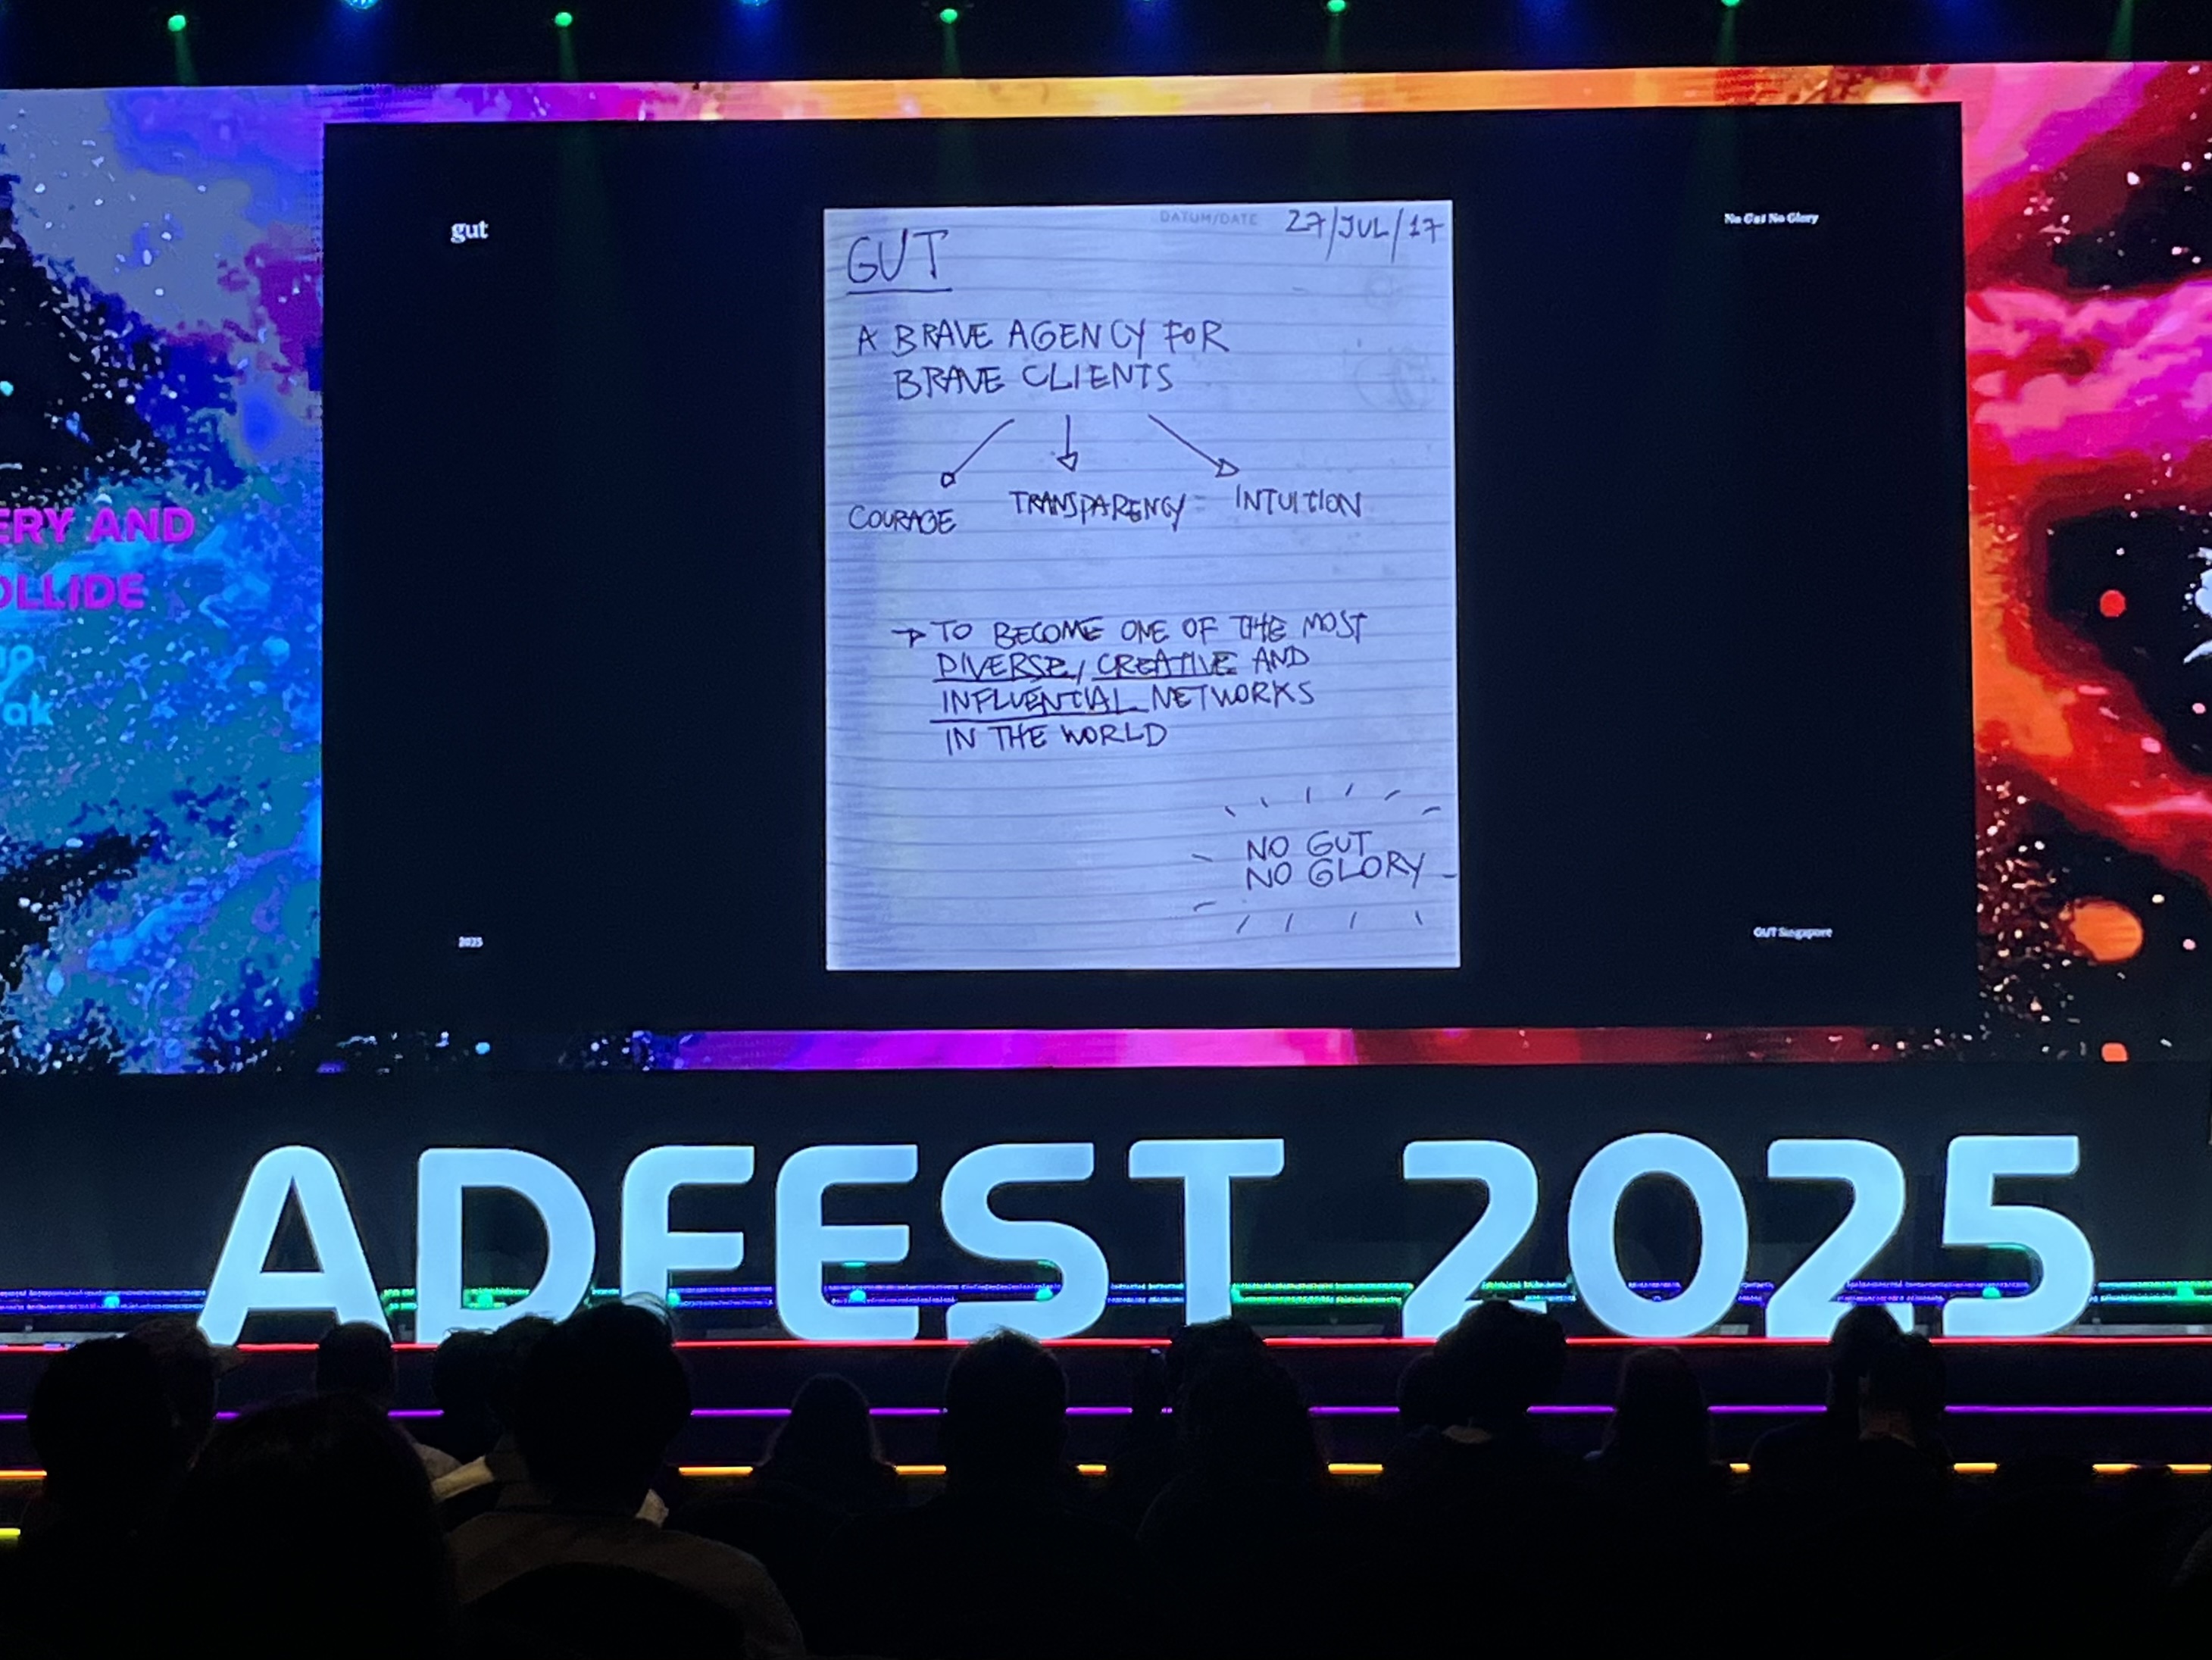 gut
No Gut No Glory
DATUM/DATE 27/JUL/17
GUT
A BRAVE AGENCY FOR
BRAVE CLIENTS
COURAGE TRANSPARENCY INTUITION
→ TO BECOME ONE OF THE MOST
DIVERSE, CREATIVE AND
INFLUENTIAL NETWORKS
IN THE WORLD
NO GUT
NO GLORY
2025
GUT Singapore
ERY AND
OLLIDE
up
ak
ADFEST 2025